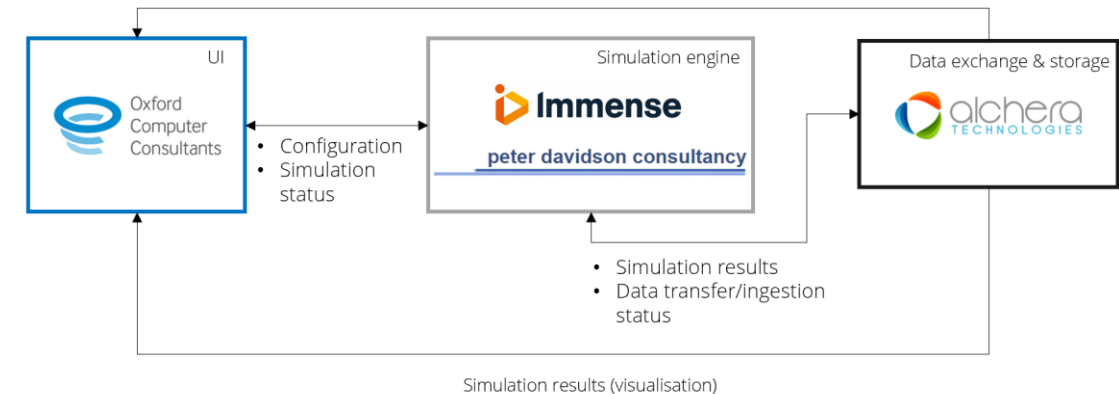 UI
Oxford
Computer
Consultants
• Configuration
• Simulation
status
Simulation engine
Immense
peter davidson consultancy
Data exchange & storage
alchera
TECHNOLOGIES
• Simulation results
• Data transfer/ingestion
status
Simulation results (visualisation)